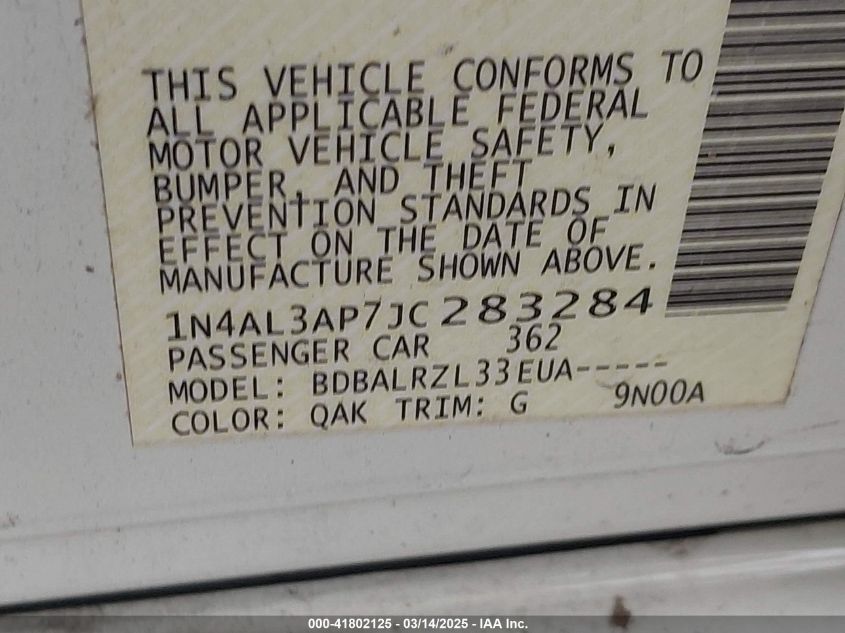 THIS VEHICLE CONFORMS TO
ALL APPLICABLE FEDERAL
MOTOR VEHICLE SAFETY,
BUMPER, AND THEFT
PREVENTION STANDARDS IN
EFFECT ON THE DATE OF
MANUFACTURE SHOWN ABOVE.
1N4AL3AP7JC283284
PASSENGER CAR 362
MODEL: BDBALRZL33EUA-----
COLOR: QAK TRIM: G 9N00A
000-41802125 - 03/14/2025 - IAA Inc.